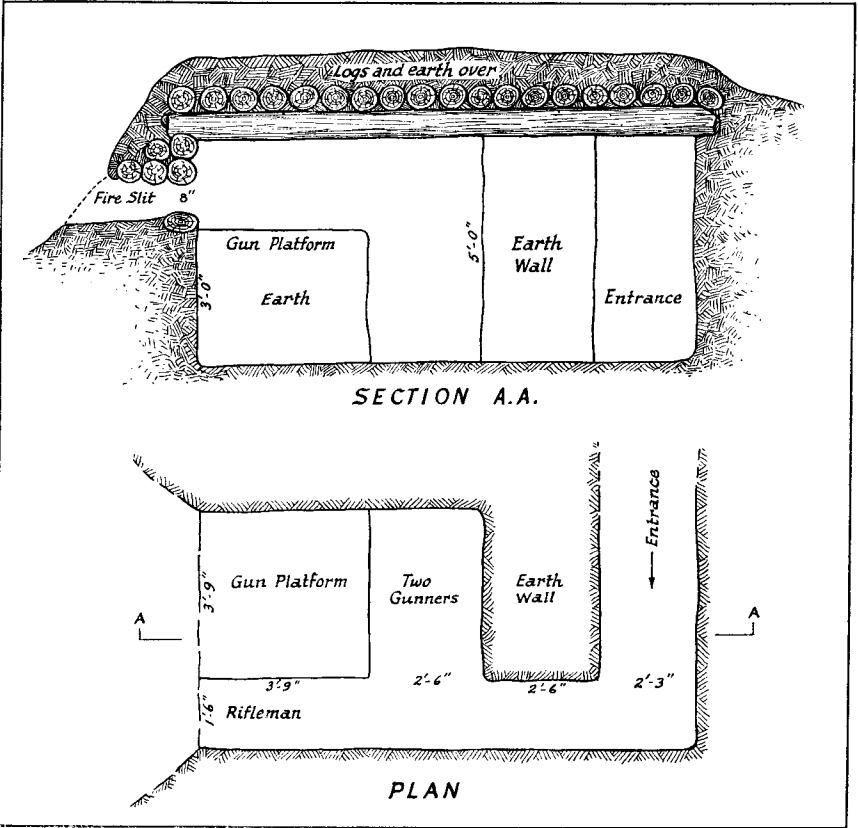 Logs and earth over
Fire Slit 8"
Gun Platform
3'-0"
Earth
5'-0"
Earth
Wall
Entrance
SECTION A.A.
Entrance
3'-9"
Gun Platform
Two
Gunners
Earth
Wall
A
A
3'-9"
2'-6"
2'-6"
2'-3"
1'-6"
Rifleman
PLAN